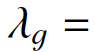 λ_g =